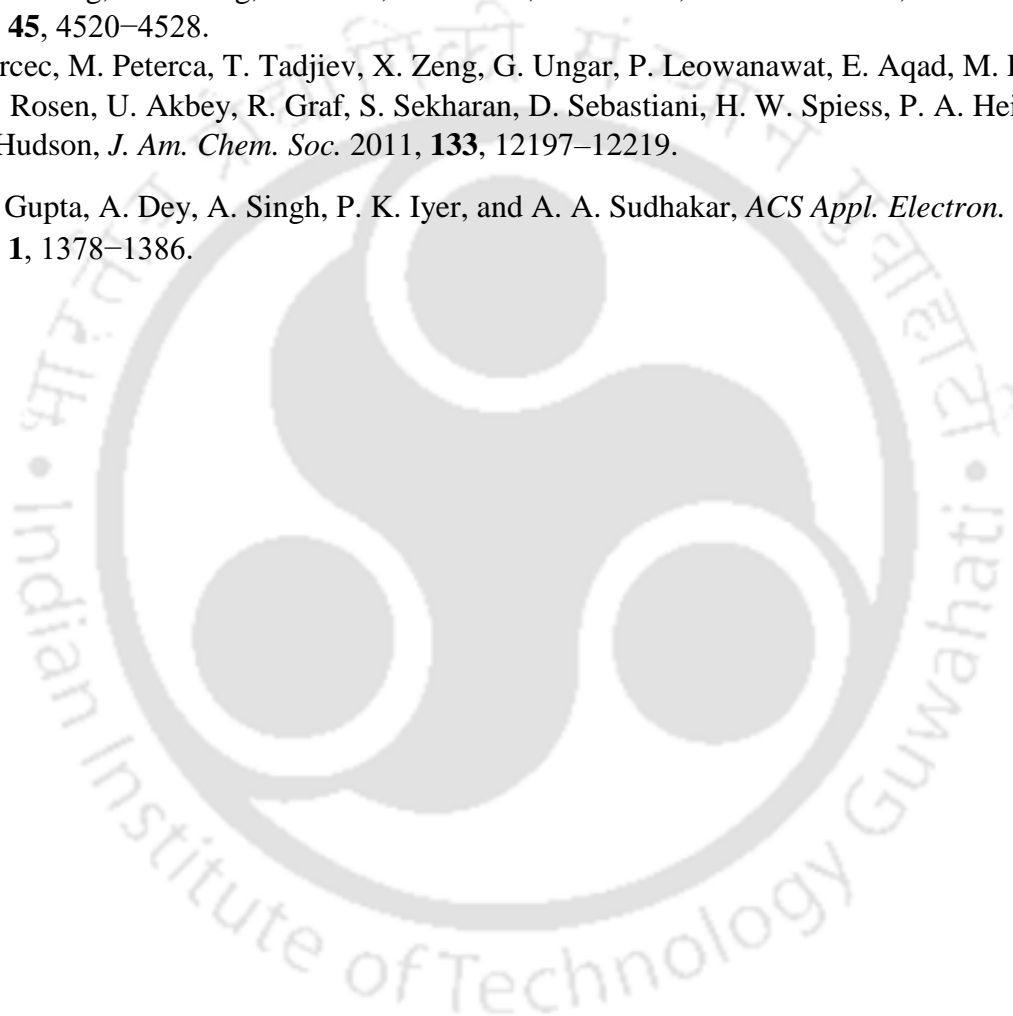 45, 4520−4528.
rcec, M. Peterca, T. Tadjiev, X. Zeng, G. Ungar, P. Leowanawat, E. Aqad, M.
Rosen, U. Akbey, R. Graf, S. Sekharan, D. Sebastiani, H. W. Spiess, P. A. Hei
Hudson, J. Am. Chem. Soc. 2011, 133, 12197–12219.
Gupta, A. Dey, A. Singh, P. K. Iyer, and A. A. Sudhakar, ACS Appl. Electron.
1, 1378−1386.
Indian Institute of Technology Guwahati